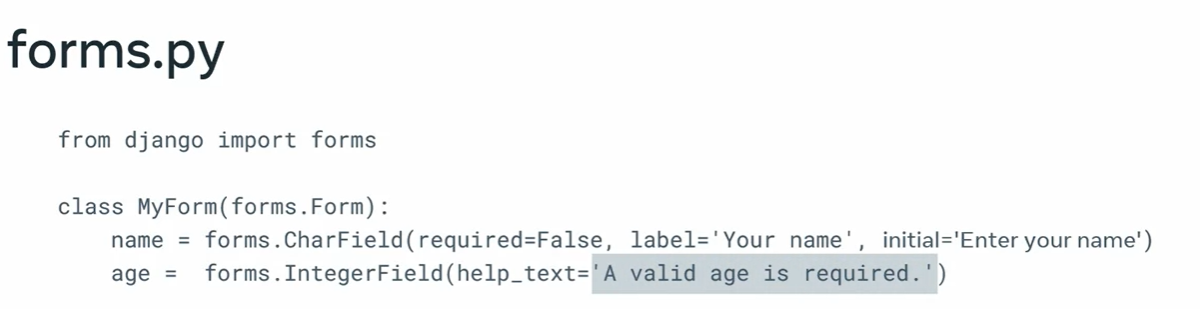 forms.py
from django import forms
class MyForm(forms.Form):
name = forms.CharField(required=False, label='Your name', initial='Enter your name')
age = forms.IntegerField(help_text='A valid age is required.')